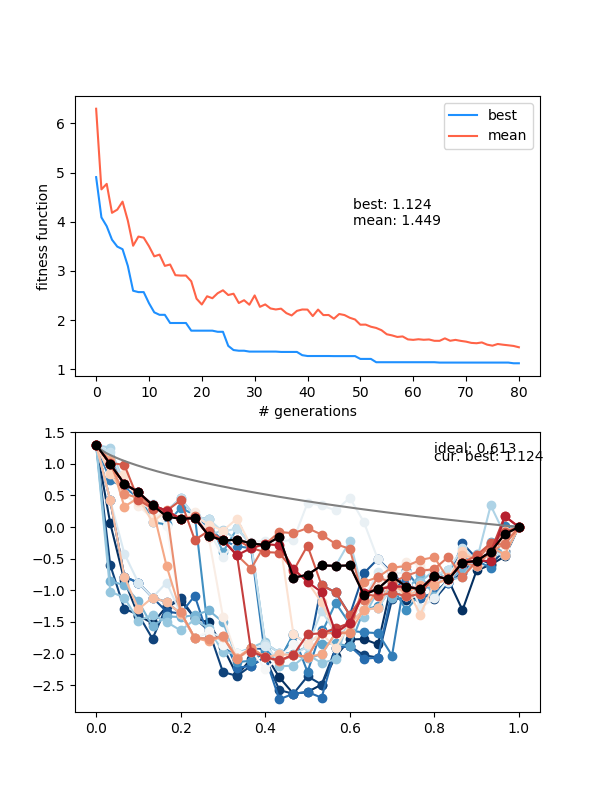 best
mean
best: 1.124
mean: 1.449
fitness function
6
5
4
3
2
1
0 10 20 30 40 50 60 70 80
# generations
ideal: 0.613
cur. best: 1.124
1.5
1.0
0.5
0.0
−0.5
−1.0
−1.5
−2.0
−2.5
0.0 0.2 0.4 0.6 0.8 1.0